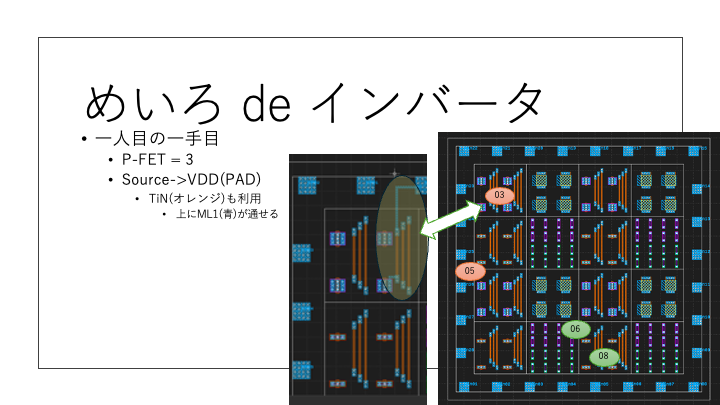 めいろ de インバータ
• 一人目の一手目
• P-FET = 3
• Source->VDD(PAD)
• TiN(オレンジ)も利用
• 上にML1(青)が通せる
03
05
06
08